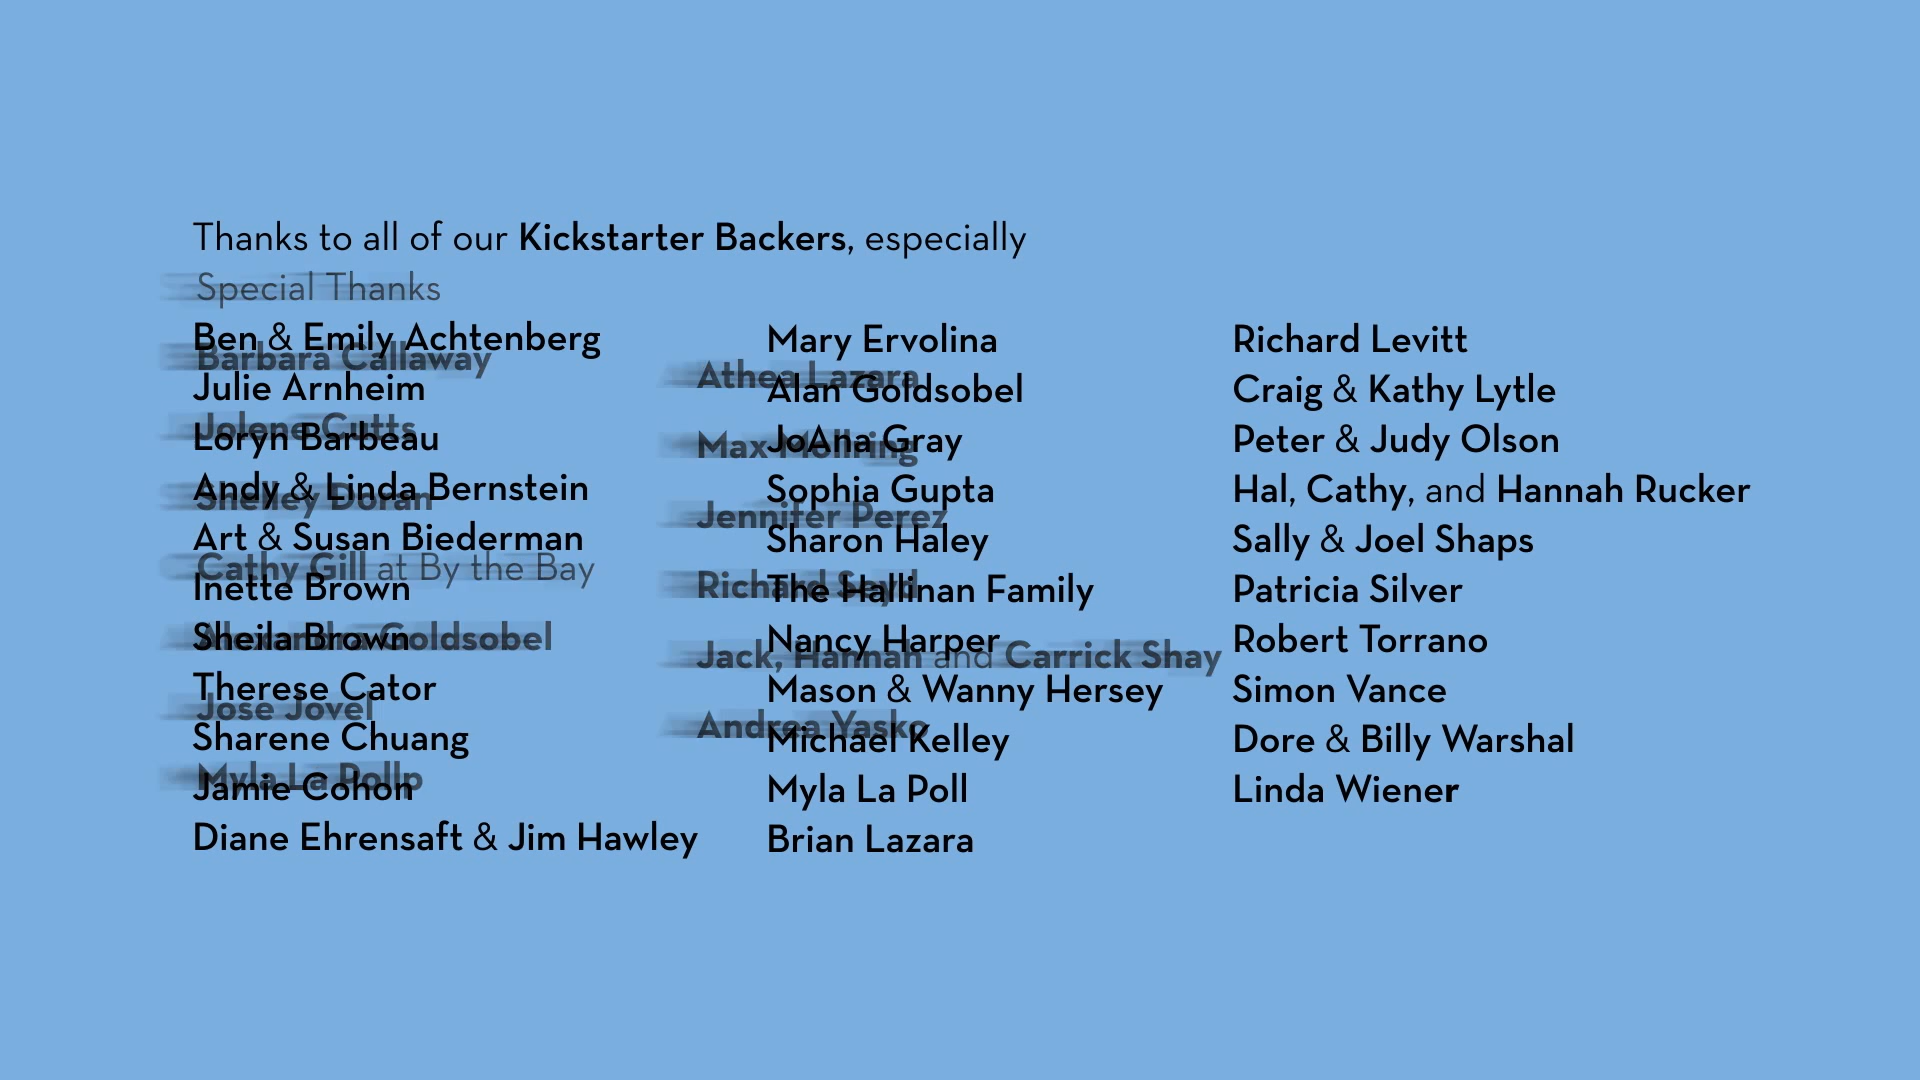 Thanks to all of our Kickstarter Backers, especially
Special Thanks
Ben & Emily Achtenberg
Julie Arnheim
Loryn Barbeau
Andy & Linda Bernstein
Art & Susan Biederman
Inette Brown
Sheila Brown
Therese Cator
Sharene Chuang
Jamie Cohon
Diane Ehrensaft & Jim Hawley
Mary Ervolina
Alan Goldsobel
JoAna Gray
Sophia Gupta
Sharon Haley
The Hallinan Family
Nancy Harper
Mason & Wanny Hersey
Michael Kelley
Myla La Poll
Brian Lazara
Richard Levitt
Craig & Kathy Lytle
Peter & Judy Olson
Hal, Cathy, and Hannah Rucker
Sally & Joel Shaps
Patricia Silver
Robert Torrano
Simon Vance
Dore & Billy Warshal
Linda Wiener
Barbara Callaway
Jolene Cutts
Shelley Doran
Cathy Gill at By the Bay
Goldsobel
Jose Jovel
Myla La Pollp
Athea Lazara
Max
Jennifer Perez
Richard
Jack, Hannah and Carrick Shay
Andrea Yasko